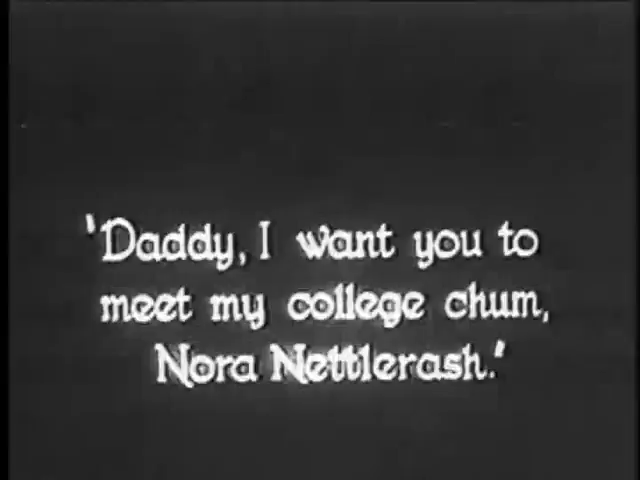 'Daddy, I want you to
meet my college chum,
Nora Nettlerash.'